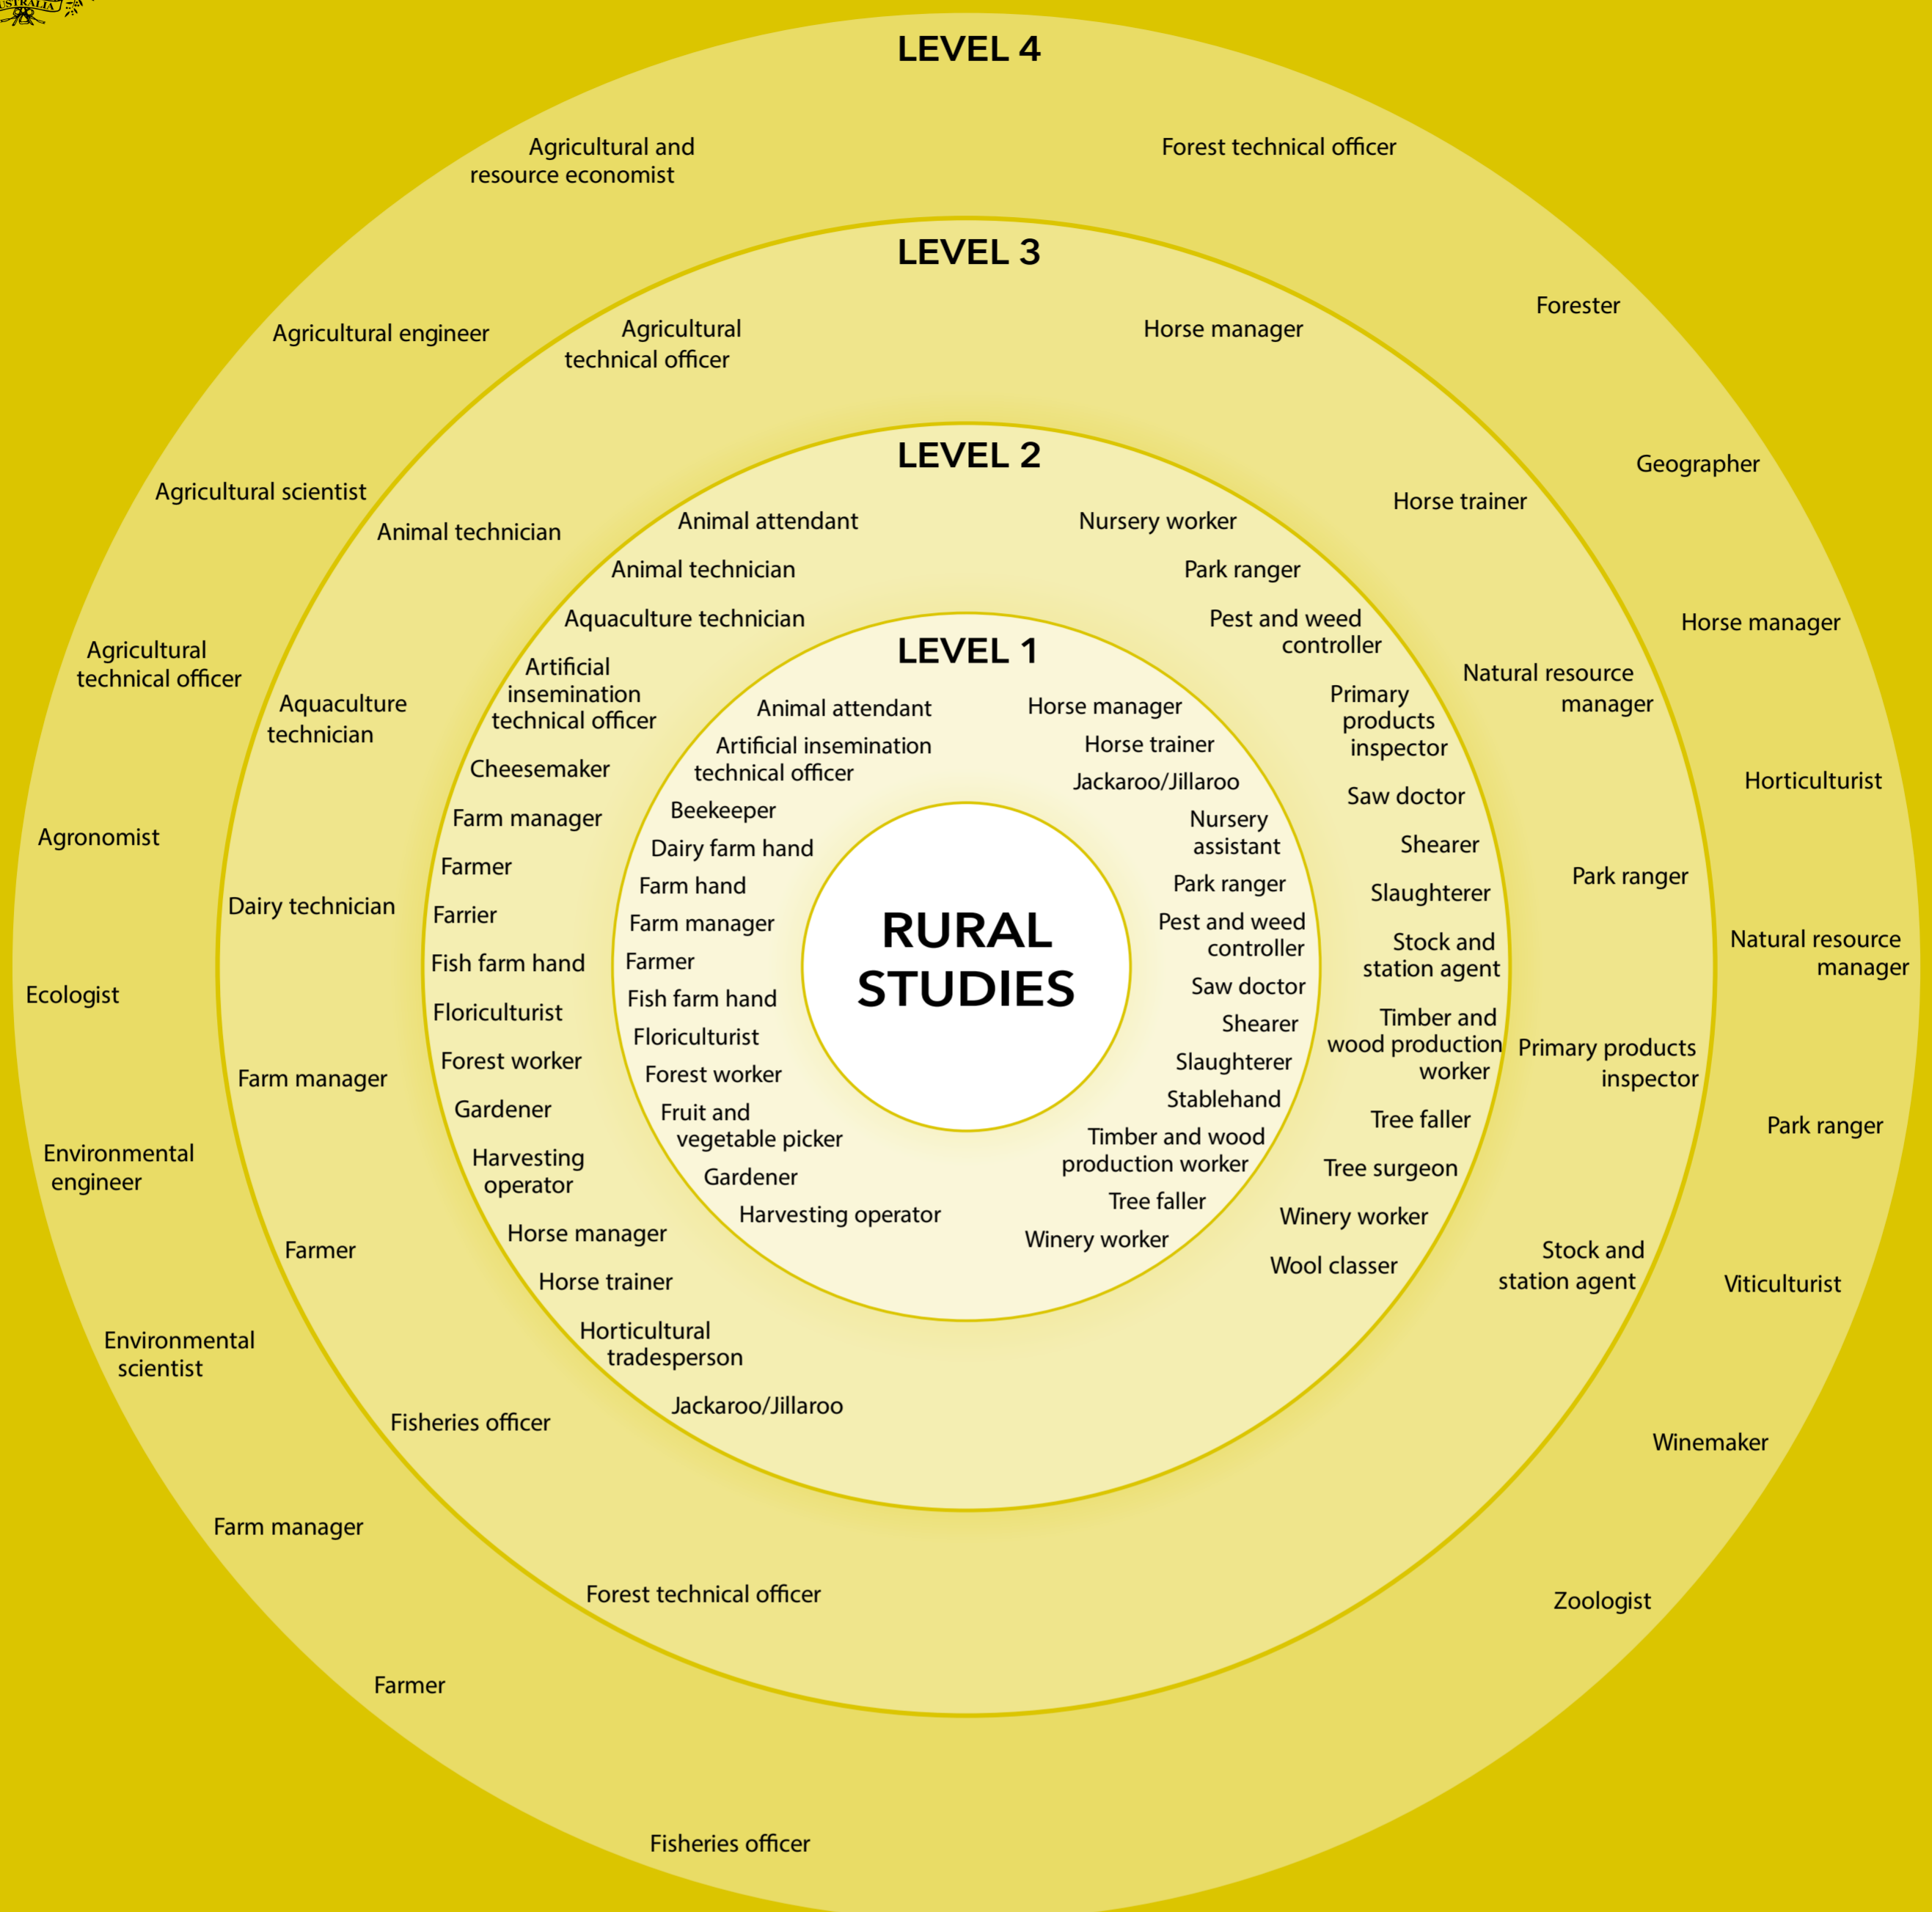 USTRALIA
LEVEL 4
Agricultural and
resource economist
Agricultural engineer
Agricultural scientist
Agricultural
technical officer
Agronomist
Ecologist
Environmental
engineer
Environmental
scientist
Farm manager
Farmer
Fisheries officer
Forest technical officer
Forester
Geographer
Horse manager
Horticulturist
Natural resource
manager
Park ranger
Viticulturist
Winemaker
Zoologist
LEVEL 3
Agricultural
technical officer
Animal technician
Aquaculture
technician
Dairy technician
Farm manager
Farmer
Fisheries officer
Forest technical officer
Horse manager
Horse trainer
Natural resource
manager
Park ranger
Primary products
inspector
Stock and
station agent
LEVEL 2
Animal attendant
Animal technician
Aquaculture technician
Artificial
insemination
technical officer
Cheesemaker
Farm manager
Farmer
Farrier
Fish farm hand
Floriculturist
Forest worker
Gardener
Harvesting
operator
Horse manager
Horse trainer
Horticultural
tradesperson
Jackaroo/Jillaroo
Nursery worker
Park ranger
Pest and weed
controller
Primary
products
inspector
Saw doctor
Shearer
Slaughterer
Stock and
station agent
Timber and
wood production
worker
Tree faller
Tree surgeon
Winery worker
Wool classer
LEVEL 1
Animal attendant
Artificial insemination
technical officer
Beekeeper
Dairy farm hand
Farm hand
Farm manager
Farmer
Fish farm hand
Floriculturist
Forest worker
Fruit and
vegetable picker
Gardener
Harvesting operator
Horse manager
Horse trainer
Jackaroo/Jillaroo
Nursery
assistant
Park ranger
Pest and weed
controller
Saw doctor
Shearer
Slaughterer
Stablehand
Timber and wood
production worker
Tree faller
Winery worker
RURAL
STUDIES